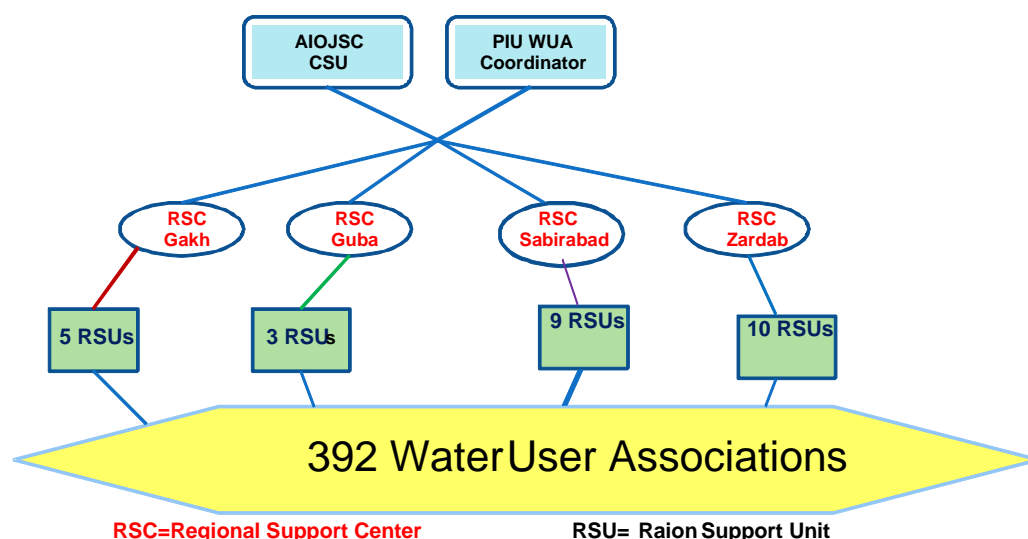 AIOJSC
CSU
PIU WUA
Coordinator
RSC
Gakh
RSC
Guba
RSC
Sabirabad
RSC
Zardab
5 RSUs
3 RSUs
9 RSUs
10 RSUs
392 WaterUser Associations
RSC=Regional Support Center
RSU= Raion Support Unit